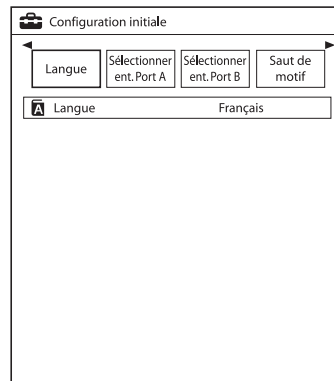 Configuration initiale
Langue
Sélectionner
ent. Port A
Sélectionner
ent. Port B
Saut de
motif
A Langue Français